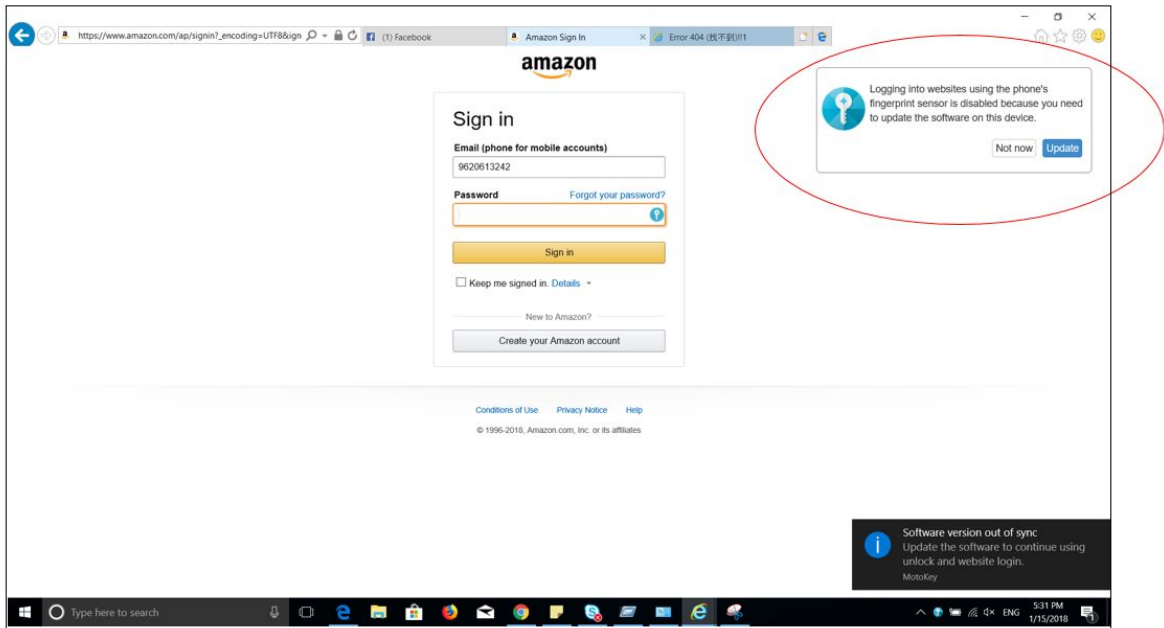 https://www.amazon.com/ap/signin?_encoding=UTF8&ign
(1) Facebook
Amazon Sign In
Error 404 (找不到)!!1
amazon
Sign in
Email (phone for mobile accounts)
9620613242
Password Forgot your password?
Sign in
Keep me signed in. Details
New to Amazon?
Create your Amazon account
Conditions of Use Privacy Notice Help
© 1996-2018, Amazon.com, Inc. or its affiliates
Logging into websites using the phone's
fingerprint sensor is disabled because you need
to update the software on this device.
Not now Update
Software version out of sync
Update the software to continue using
unlock and website login.
MotoKey
Type here to search
ENG
5:31 PM
1/15/2018